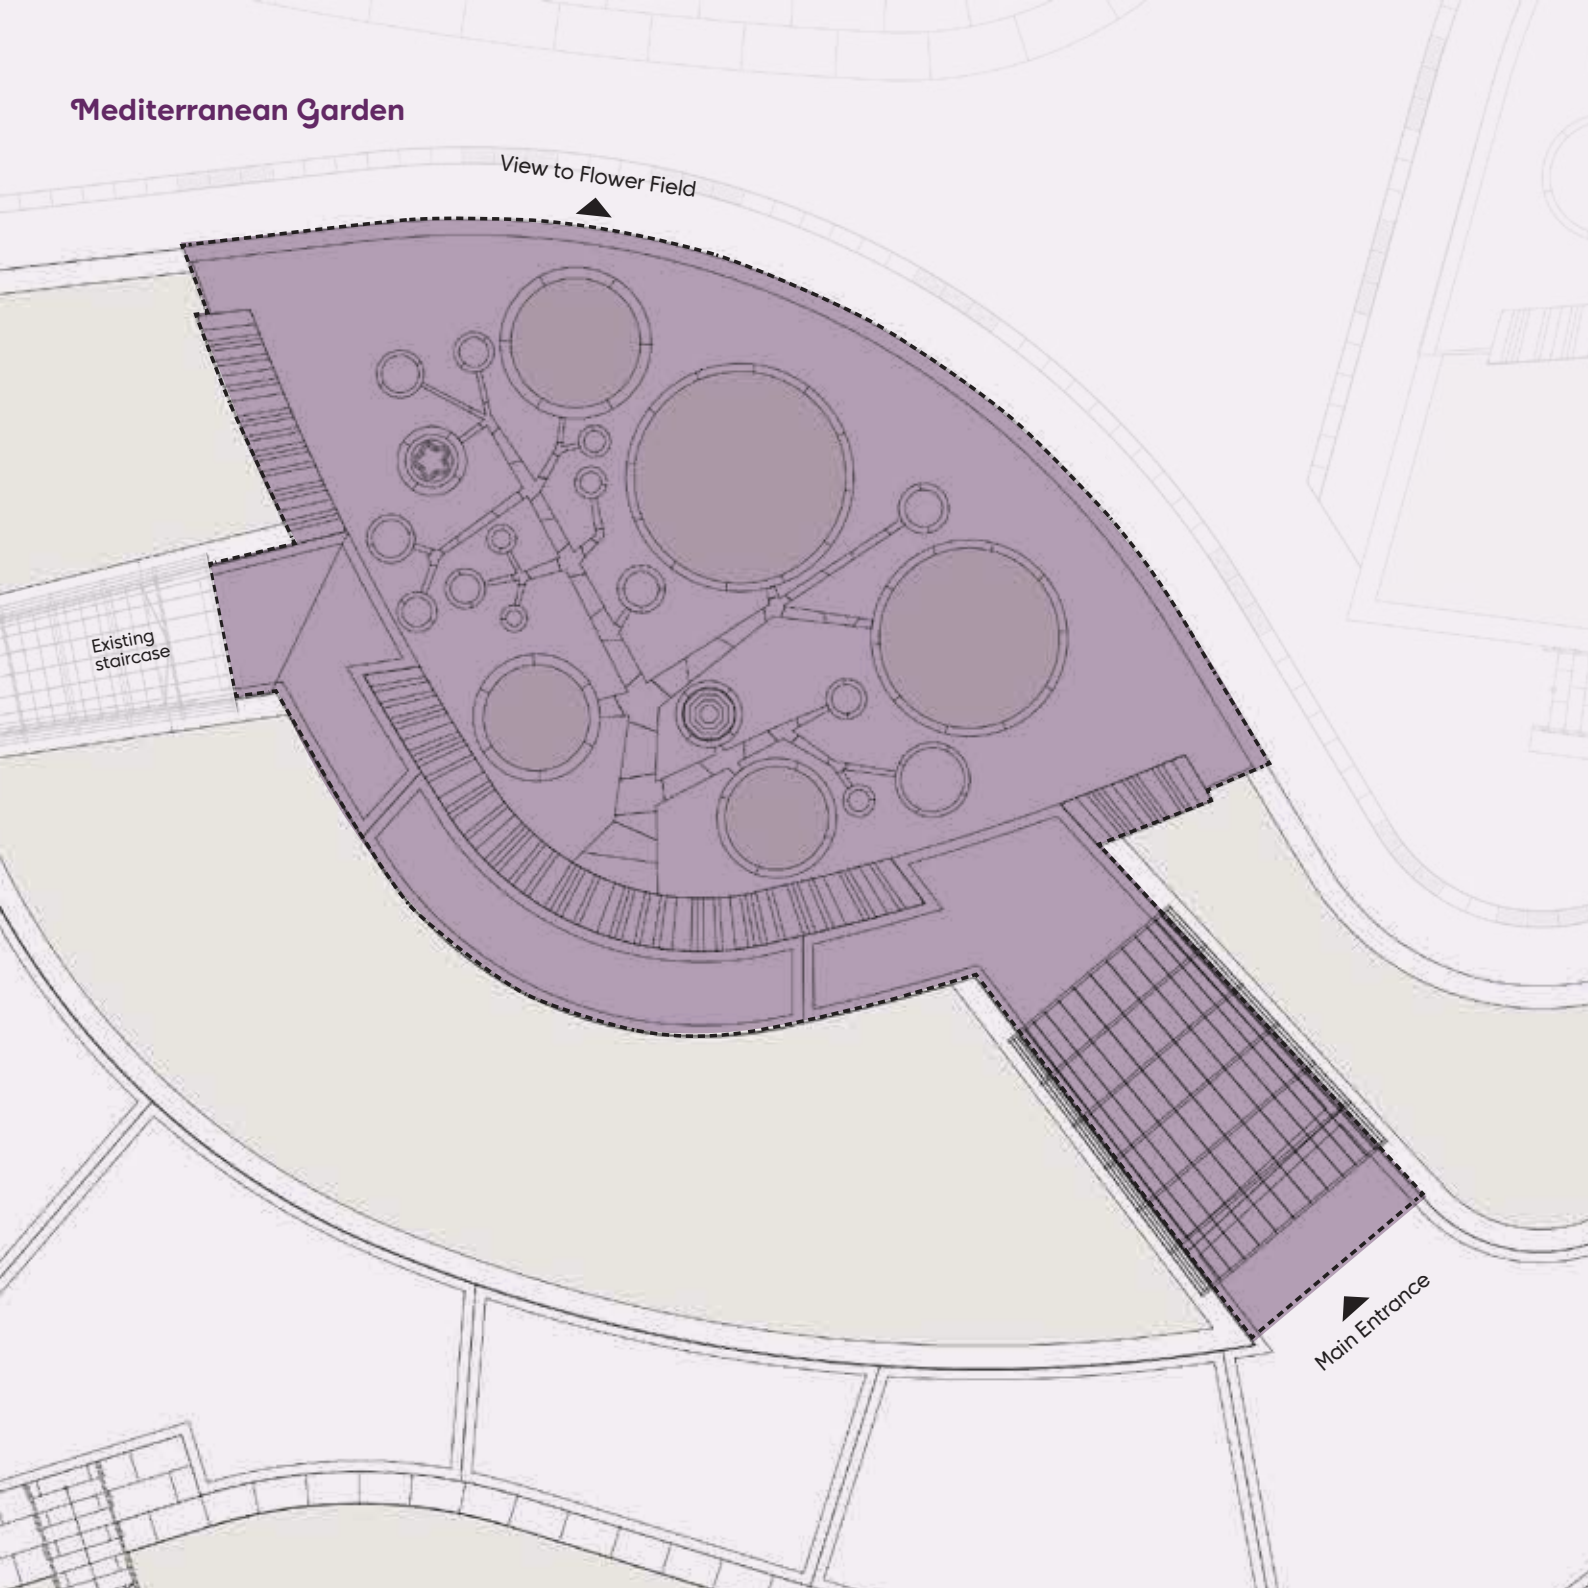 Mediterranean Garden
View to Flower Field
Existing
staircase
Main Entrance